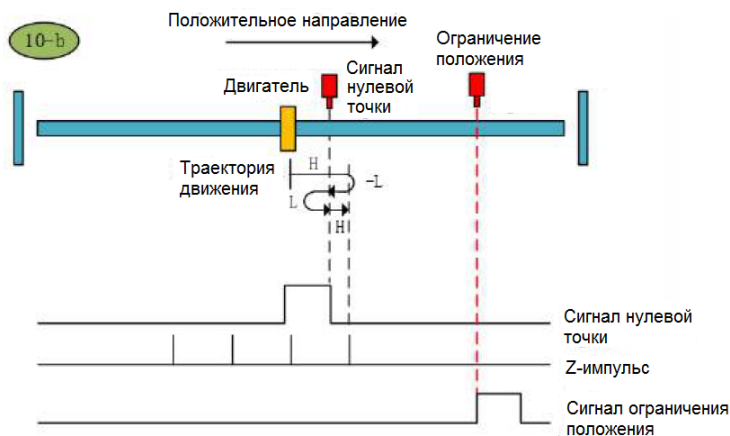 10-b
Положительное направление
Ограничение
положения
Сигнал
нулевой
точки
Двигатель
Траектория
движения
H
-L
L
H
Сигнал нулевой
точки
Z-импульс
Сигнал ограничения
положения